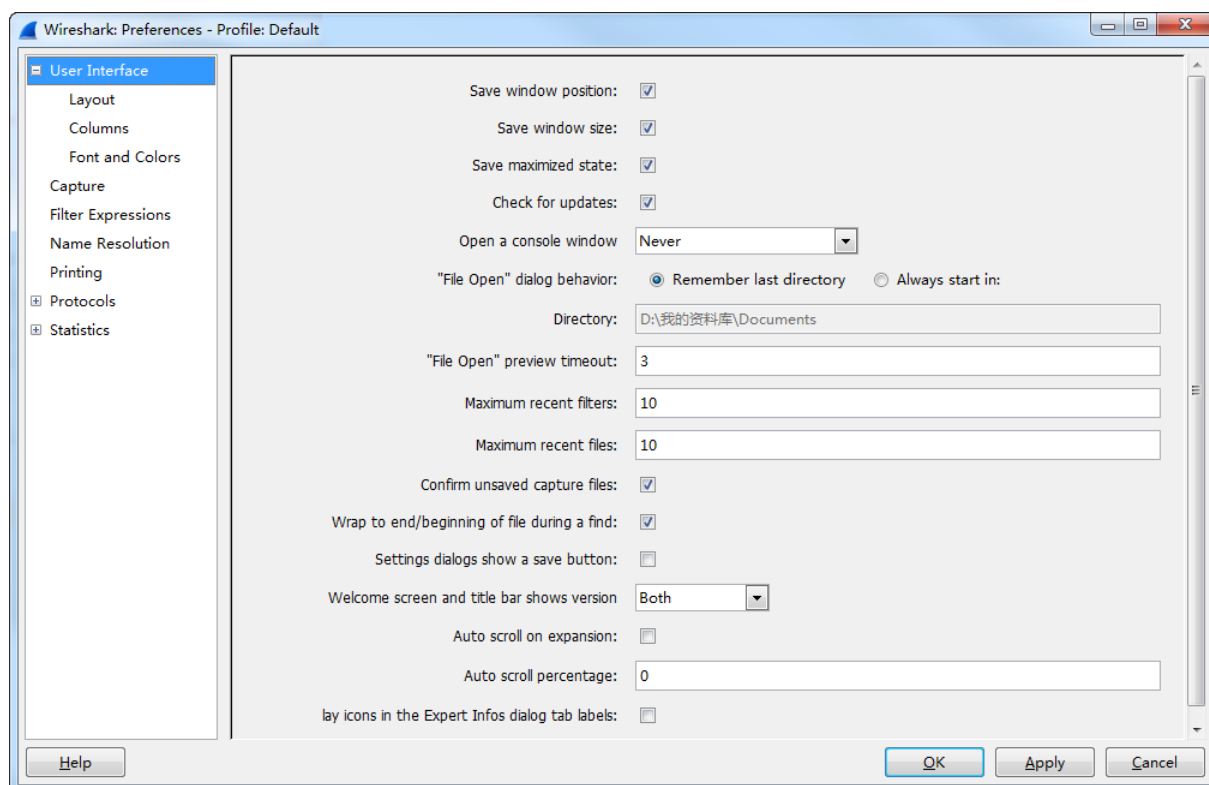 Wireshark: Preferences - Profile: Default
User Interface
Layout
Columns
Font and Colors
Capture
Filter Expressions
Name Resolution
Printing
Protocols
Statistics
Save window position:
Save window size:
Save maximized state:
Check for updates:
Open a console window Never
"File Open" dialog behavior: Remember last directory Always start in:
Directory: D:\我的资料库\Documents
"File Open" preview timeout: 3
Maximum recent filters: 10
Maximum recent files: 10
Confirm unsaved capture files:
Wrap to end/beginning of file during a find:
Settings dialogs show a save button:
Welcome screen and title bar shows version Both
Auto scroll on expansion:
Auto scroll percentage: 0
lay icons in the Expert Infos dialog tab labels:
Help OK Apply Cancel